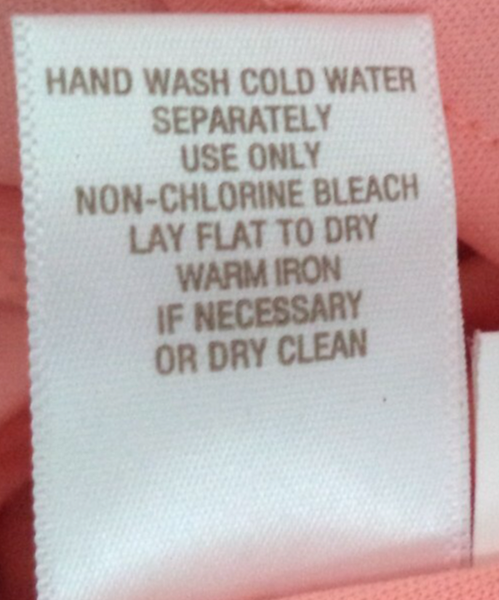 HAND WASH COLD WATER
SEPARATELY
USE ONLY
NON-CHLORINE BLEACH
LAY FLAT TO DRY
WARM IRON
IF NECESSARY
OR DRY CLEAN